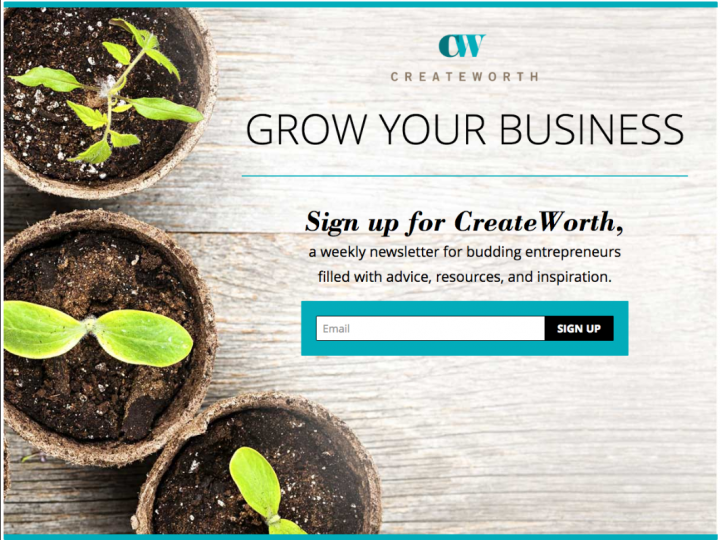 CW
CREATEWORTH
GROW YOUR BUSINESS
Sign up for CreateWorth,
a weekly newsletter for budding entrepreneurs
filled with advice, resources, and inspiration.
Email SIGN UP